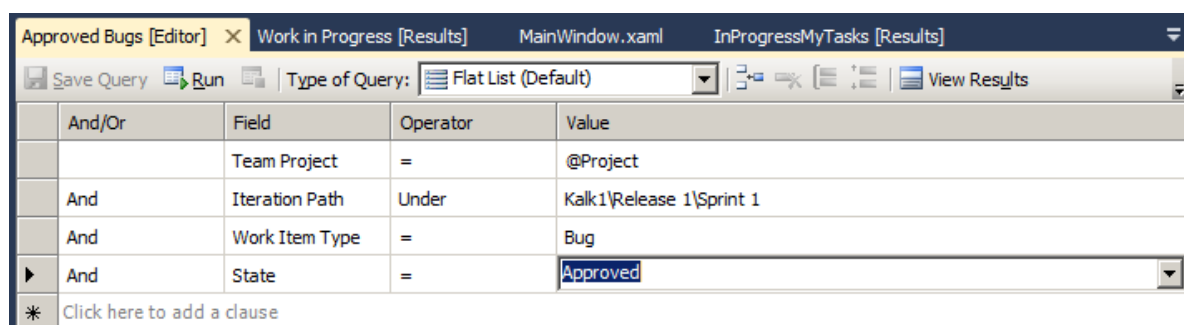 Approved Bugs [Editor] Work in Progress [Results] MainWindow.xaml InProgressMyTasks [Results]
Save Query Run Type of Query: Flat List (Default) View Results
And/Or Field Operator Value
Team Project = @Project
And Iteration Path Under Kalk1\Release 1\Sprint 1
And Work Item Type = Bug
And State = Approved
Click here to add a clause